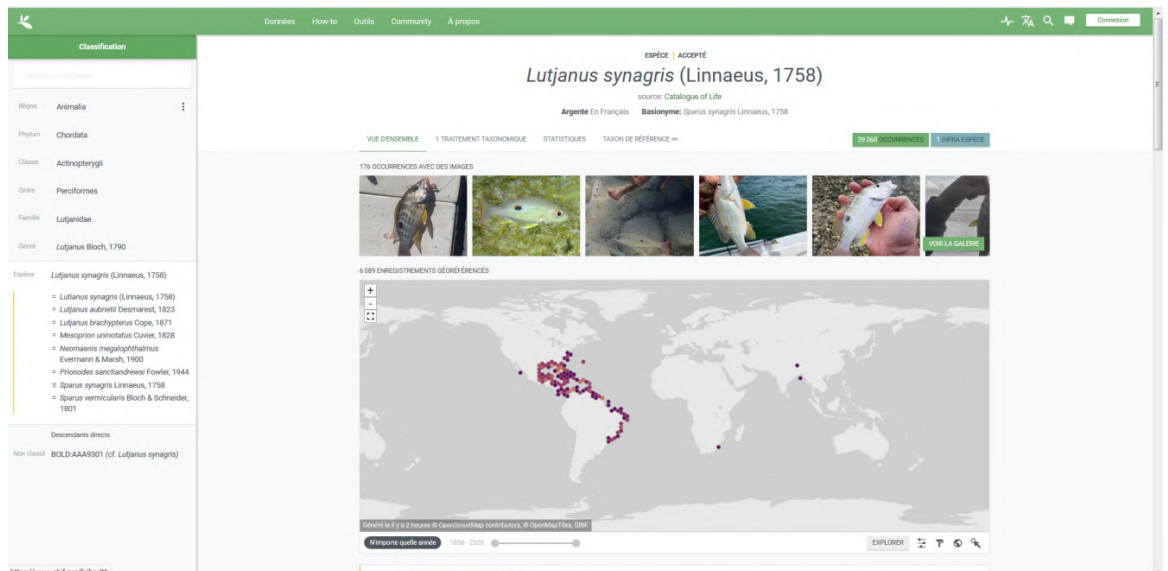 Données How-to Outils Community À propos
Connexion
Classification
Règne Animalia
Phylum Chordata
Classe Actinopterygii
Ordre Perciformes
Famille Lutjanidae
Genre Lutjanus Bloch, 1790
Espèce Lutjanus synagris (Linnaeus, 1758)
= Lutianus synagris (Linnaeus, 1758)
= Lutjanus aubrietii Desmarest, 1823
= Lutjanus brachypterus Cope, 1871
= Mesoprion uninotatus Cuvier, 1828
= Neomaenis megalophthalmus
Evermann & Marsh, 1900
= Prionodes sanctiandrewsi Fowler, 1944
≡ Sparus synagris Linnaeus, 1758
= Sparus vermicularis Bloch & Schneider,
1801
Descendants directs
Non classé BOLD:AAA9301 (cf. Lutjanus synagris)
ESPÈCE | ACCEPTÉ
Lutjanus synagris (Linnaeus, 1758)
source: Catalogue of Life
Argente En Français Basionyme: Sparus synagris Linnaeus, 1758
VUE D'ENSEMBLE 1 TRAITEMENT TAXONOMIQUE STATISTIQUES TAXON DE RÉFÉRENCE
29 260 OCCURRENCES 1 INFRA ESPÈCE
176 OCCURRENCES AVEC DES IMAGES
VOIR LA GALERIE
6 089 ENREGISTREMENTS GÉORÉFÉRENCÉS
+
-
Généré le il y a 2 heures © OpenStreetMap contributors, © OpenMapTiles, GBIF.
N'importe quelle année 1856 - 2020
EXPLORER